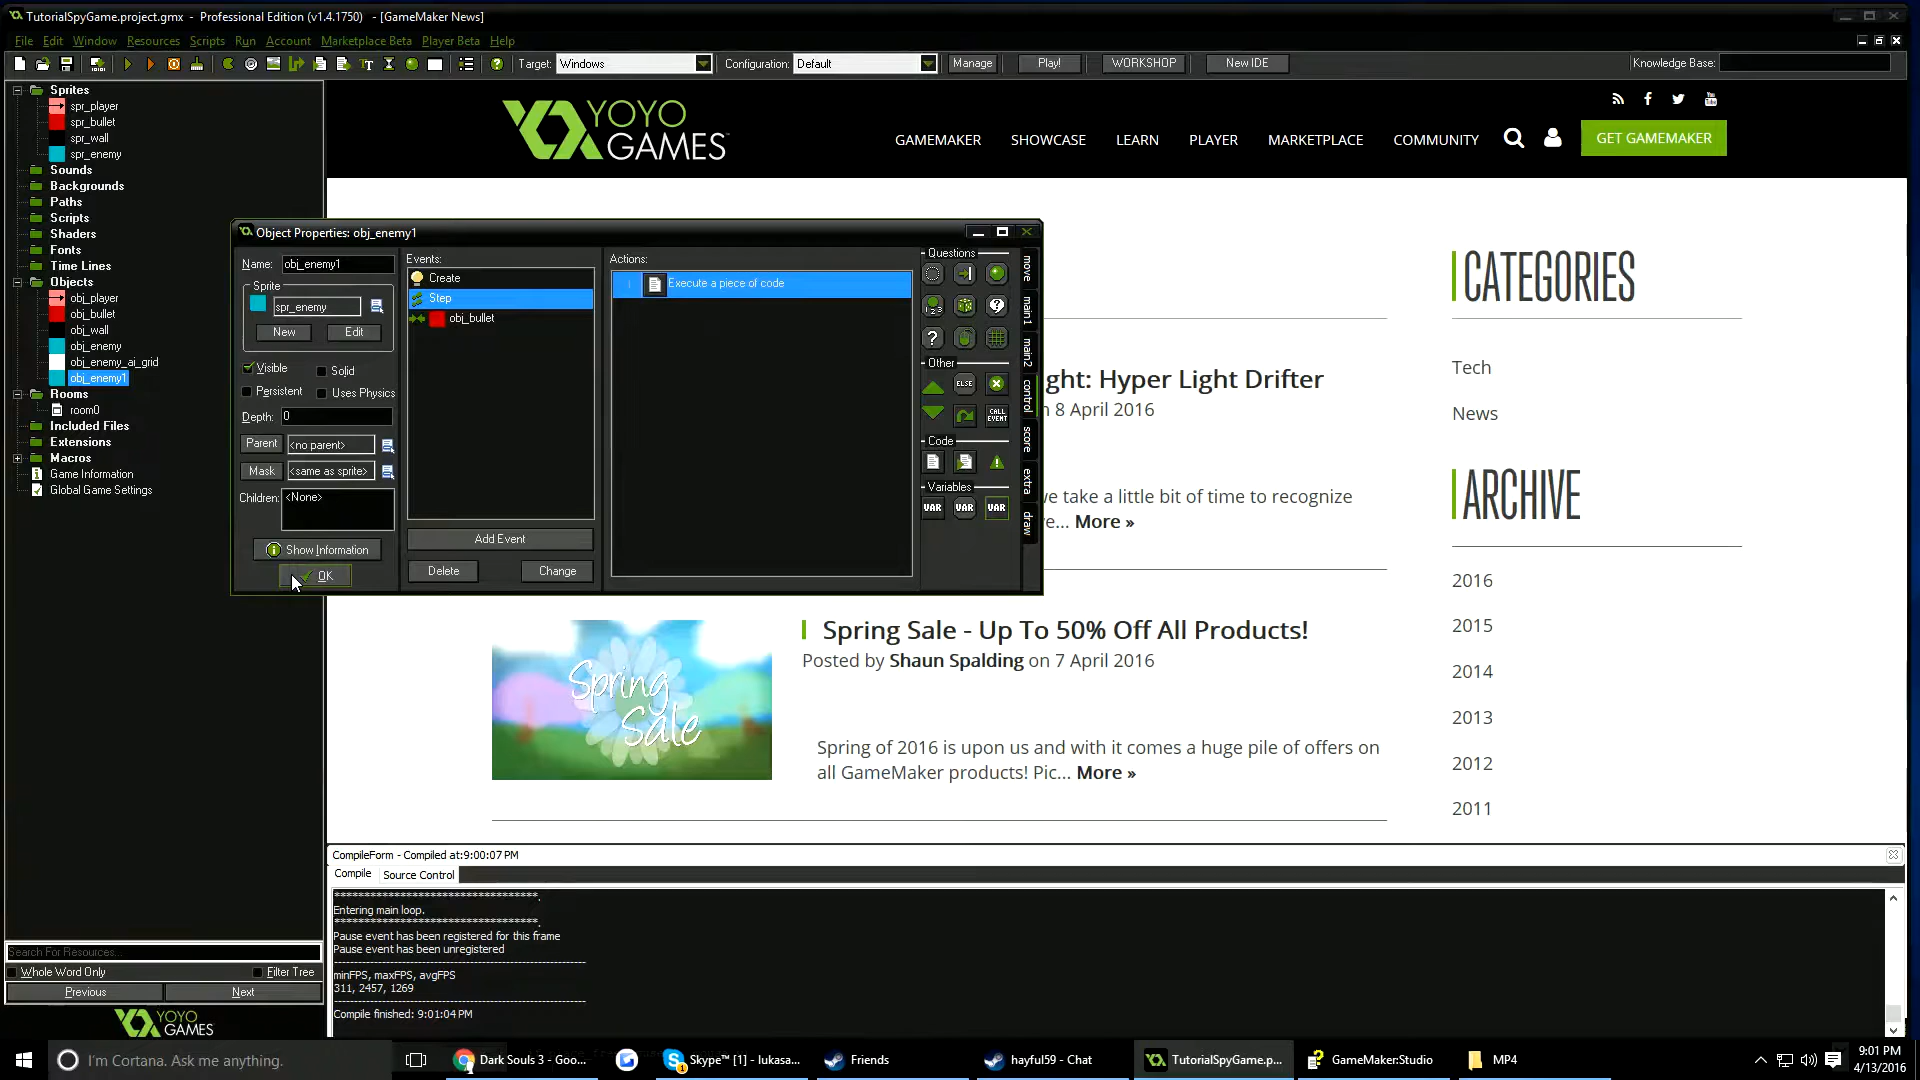 TutorialSpyGame.project.gmx - Professional Edition (v1.4.1750) - [GameMaker News]
File Edit Window Resources Scripts Run Account Marketplace Beta Player Beta Help
Target: Windows Configuration: Default Manage Play! WORKSHOP New IDE Knowledge Base:
Sprites
spr_player
spr_bullet
spr_wall
spr_enemy
Sounds
Backgrounds
Paths
Scripts
Shaders
Fonts
Time Lines
Objects
obj_player
obj_bullet
obj_wall
obj_enemy
obj_enemy_ai_grid
obj_enemy1
Rooms
room0
Included Files
Extensions
Macros
Game Information
Global Game Settings
Search For Resources...
Whole Word Only Filter Tree
Previous Next
YOYO
GAMES
YOYO
GAMES™
GAMEMAKER SHOWCASE LEARN PLAYER MARKETPLACE COMMUNITY GET GAMEMAKER
Object Properties: obj_enemy1
Name: obj_enemy1
Sprite
spr_enemy
New Edit
Visible Solid
Persistent Uses Physics
Depth: 0
Parent <no parent>
Mask <same as sprite>
Children: <None>
Show Information
OK
Events:
Create
Step
obj_bullet
Add Event
Delete Change
Actions:
Execute a piece of code
Questions
Other
ELSE
CALL EVENT
Code
Variables
VAR VAR VAR
move
main1
main2
control
score
extra
draw
ght: Hyper Light Drifter
n 8 April 2016
we take a little bit of time to recognize
ve... More »
Spring Sale
Spring Sale - Up To 50% Off All Products!
Posted by Shaun Spalding on 7 April 2016
Spring of 2016 is upon us and with it comes a huge pile of offers on
all GameMaker products! Pic... More »
CATEGORIES
Tech
News
ARCHIVE
2016
2015
2014
2013
2012
2011
CompileForm - Compiled at:9:00:07 PM
Compile Source Control
**********************************.
Entering main loop.
**********************************.
Pause event has been registered for this frame
Pause event has been unregistered
minFPS, maxFPS, avgFPS
311, 2457, 1269
Compile finished: 9:01:04 PM
I'm Cortana. Ask me anything.
Dark Souls 3 - Goo...
Skype™ [1] - lukasa...
Friends
hayful59 - Chat
TutorialSpyGame.p...
GameMaker:Studio
MP4
9:01 PM
4/13/2016